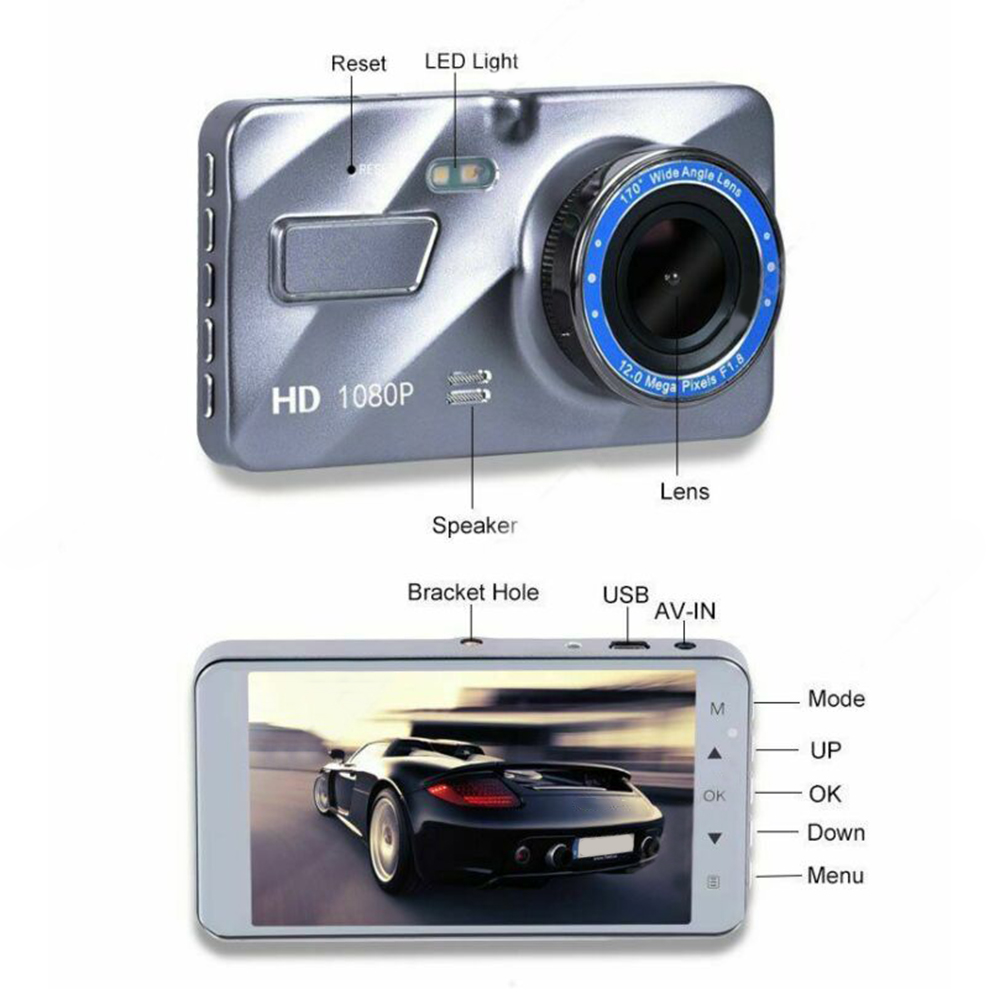 Reset
LED Light
RES
170° Wide Angle Lens
12.0 Mega Pixels F1.8
HD 1080P
Lens
Speaker
Bracket Hole
USB
AV-IN
M
Mode
UP
OK
OK
Down
Menu